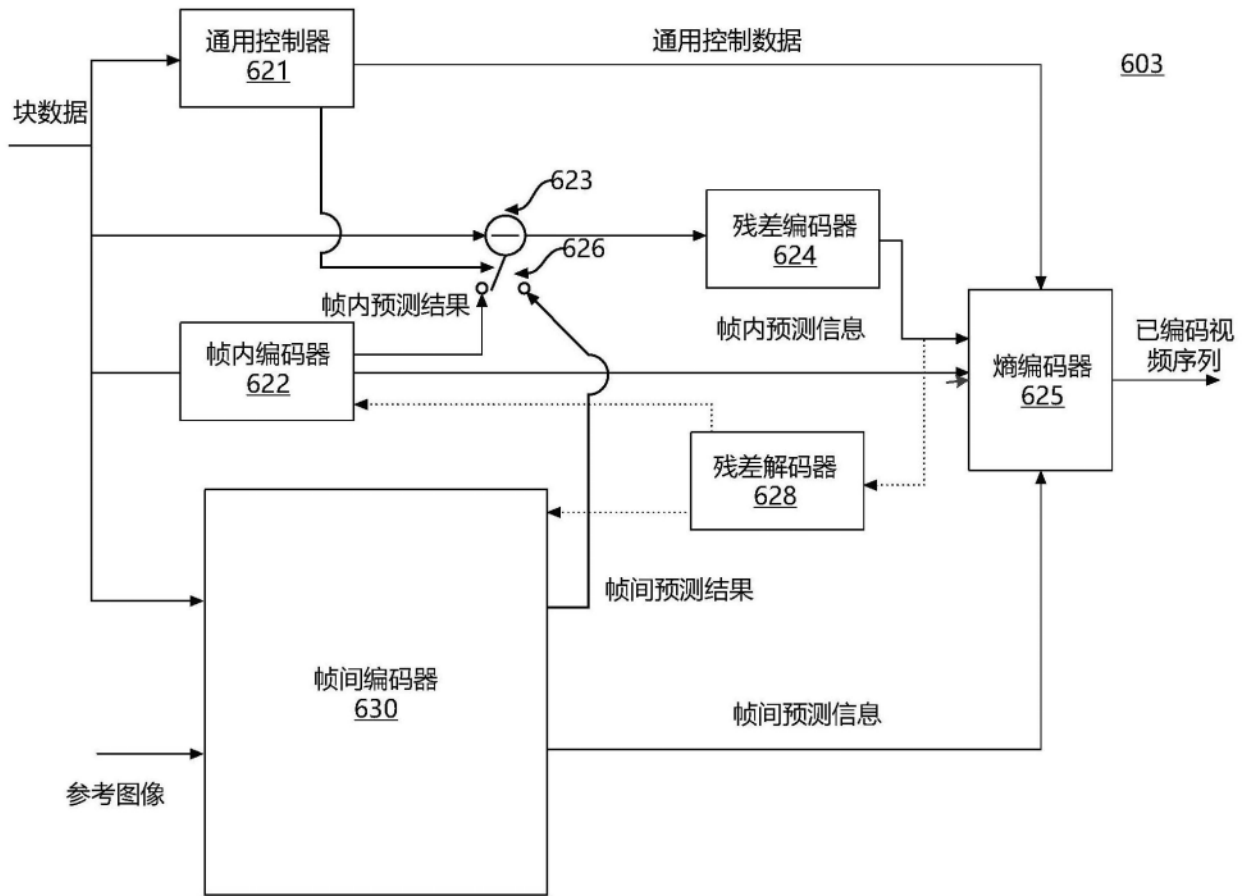 通用控制器
621
通用控制数据
603
块数据
623
残差编码器
624
626
帧内预测结果
帧内预测信息
已编码视
频序列
帧内编码器
622
熵编码器
625
残差解码器
628
帧间预测结果
帧间编码器
630
帧间预测信息
参考图像